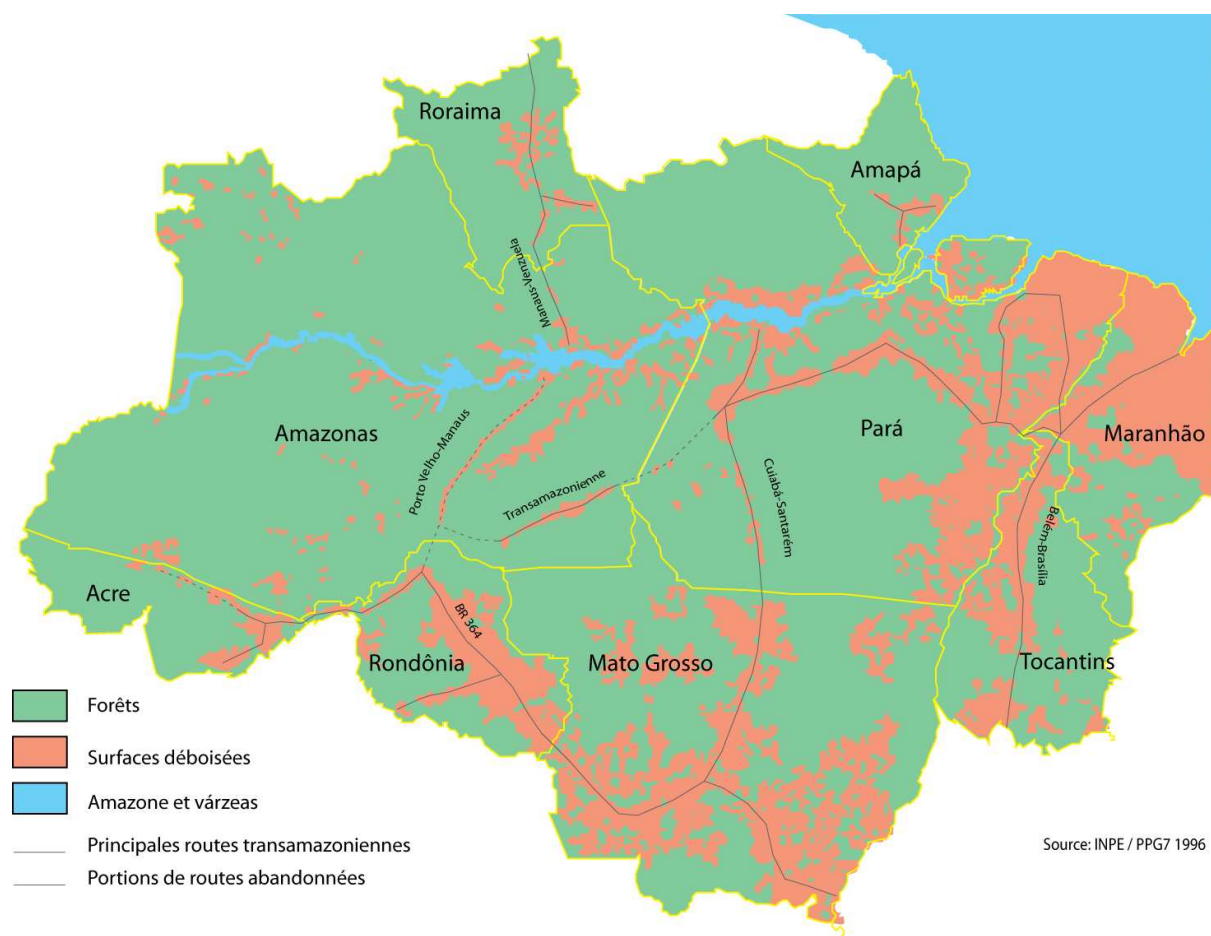 Roraima
Amapá
Manaus-Venzuela
Amazonas
Porto Velho-Manaus
Transamazonienne
Pará
Cuiabá-Santarém
Maranhão
Belém-Brasília
Acre
BR 364
Rondônia
Mato Grosso
Tocantins
Forêts
Surfaces déboisées
Amazone et várzeas
Principales routes transamazoniennes
Portions de routes abandonnées
Source: INPE / PPG7 1996